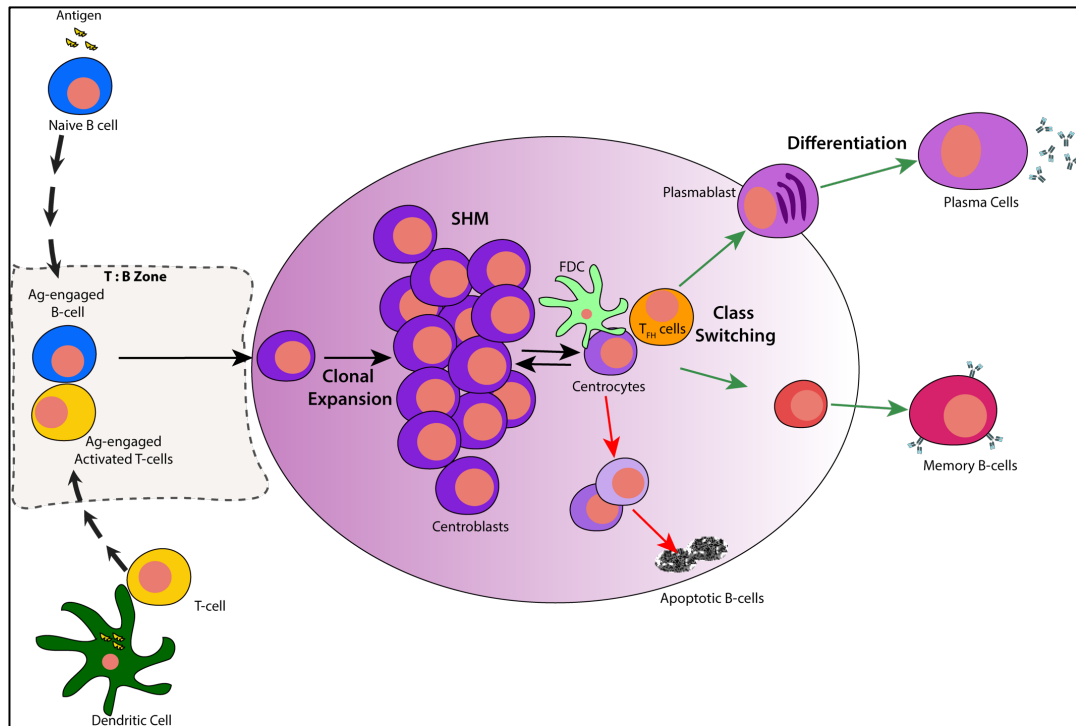 Antigen
Naive B cell
T : B Zone
Ag-engaged
B-cell
Ag-engaged
Activated T-cells
T-cell
Dendritic Cell
SHM
Clonal
Expansion
Centroblasts
FDC
TFH cells
Class
Switching
Centrocytes
Apoptotic B-cells
Plasmablast
Differentiation
Plasma Cells
Memory B-cells